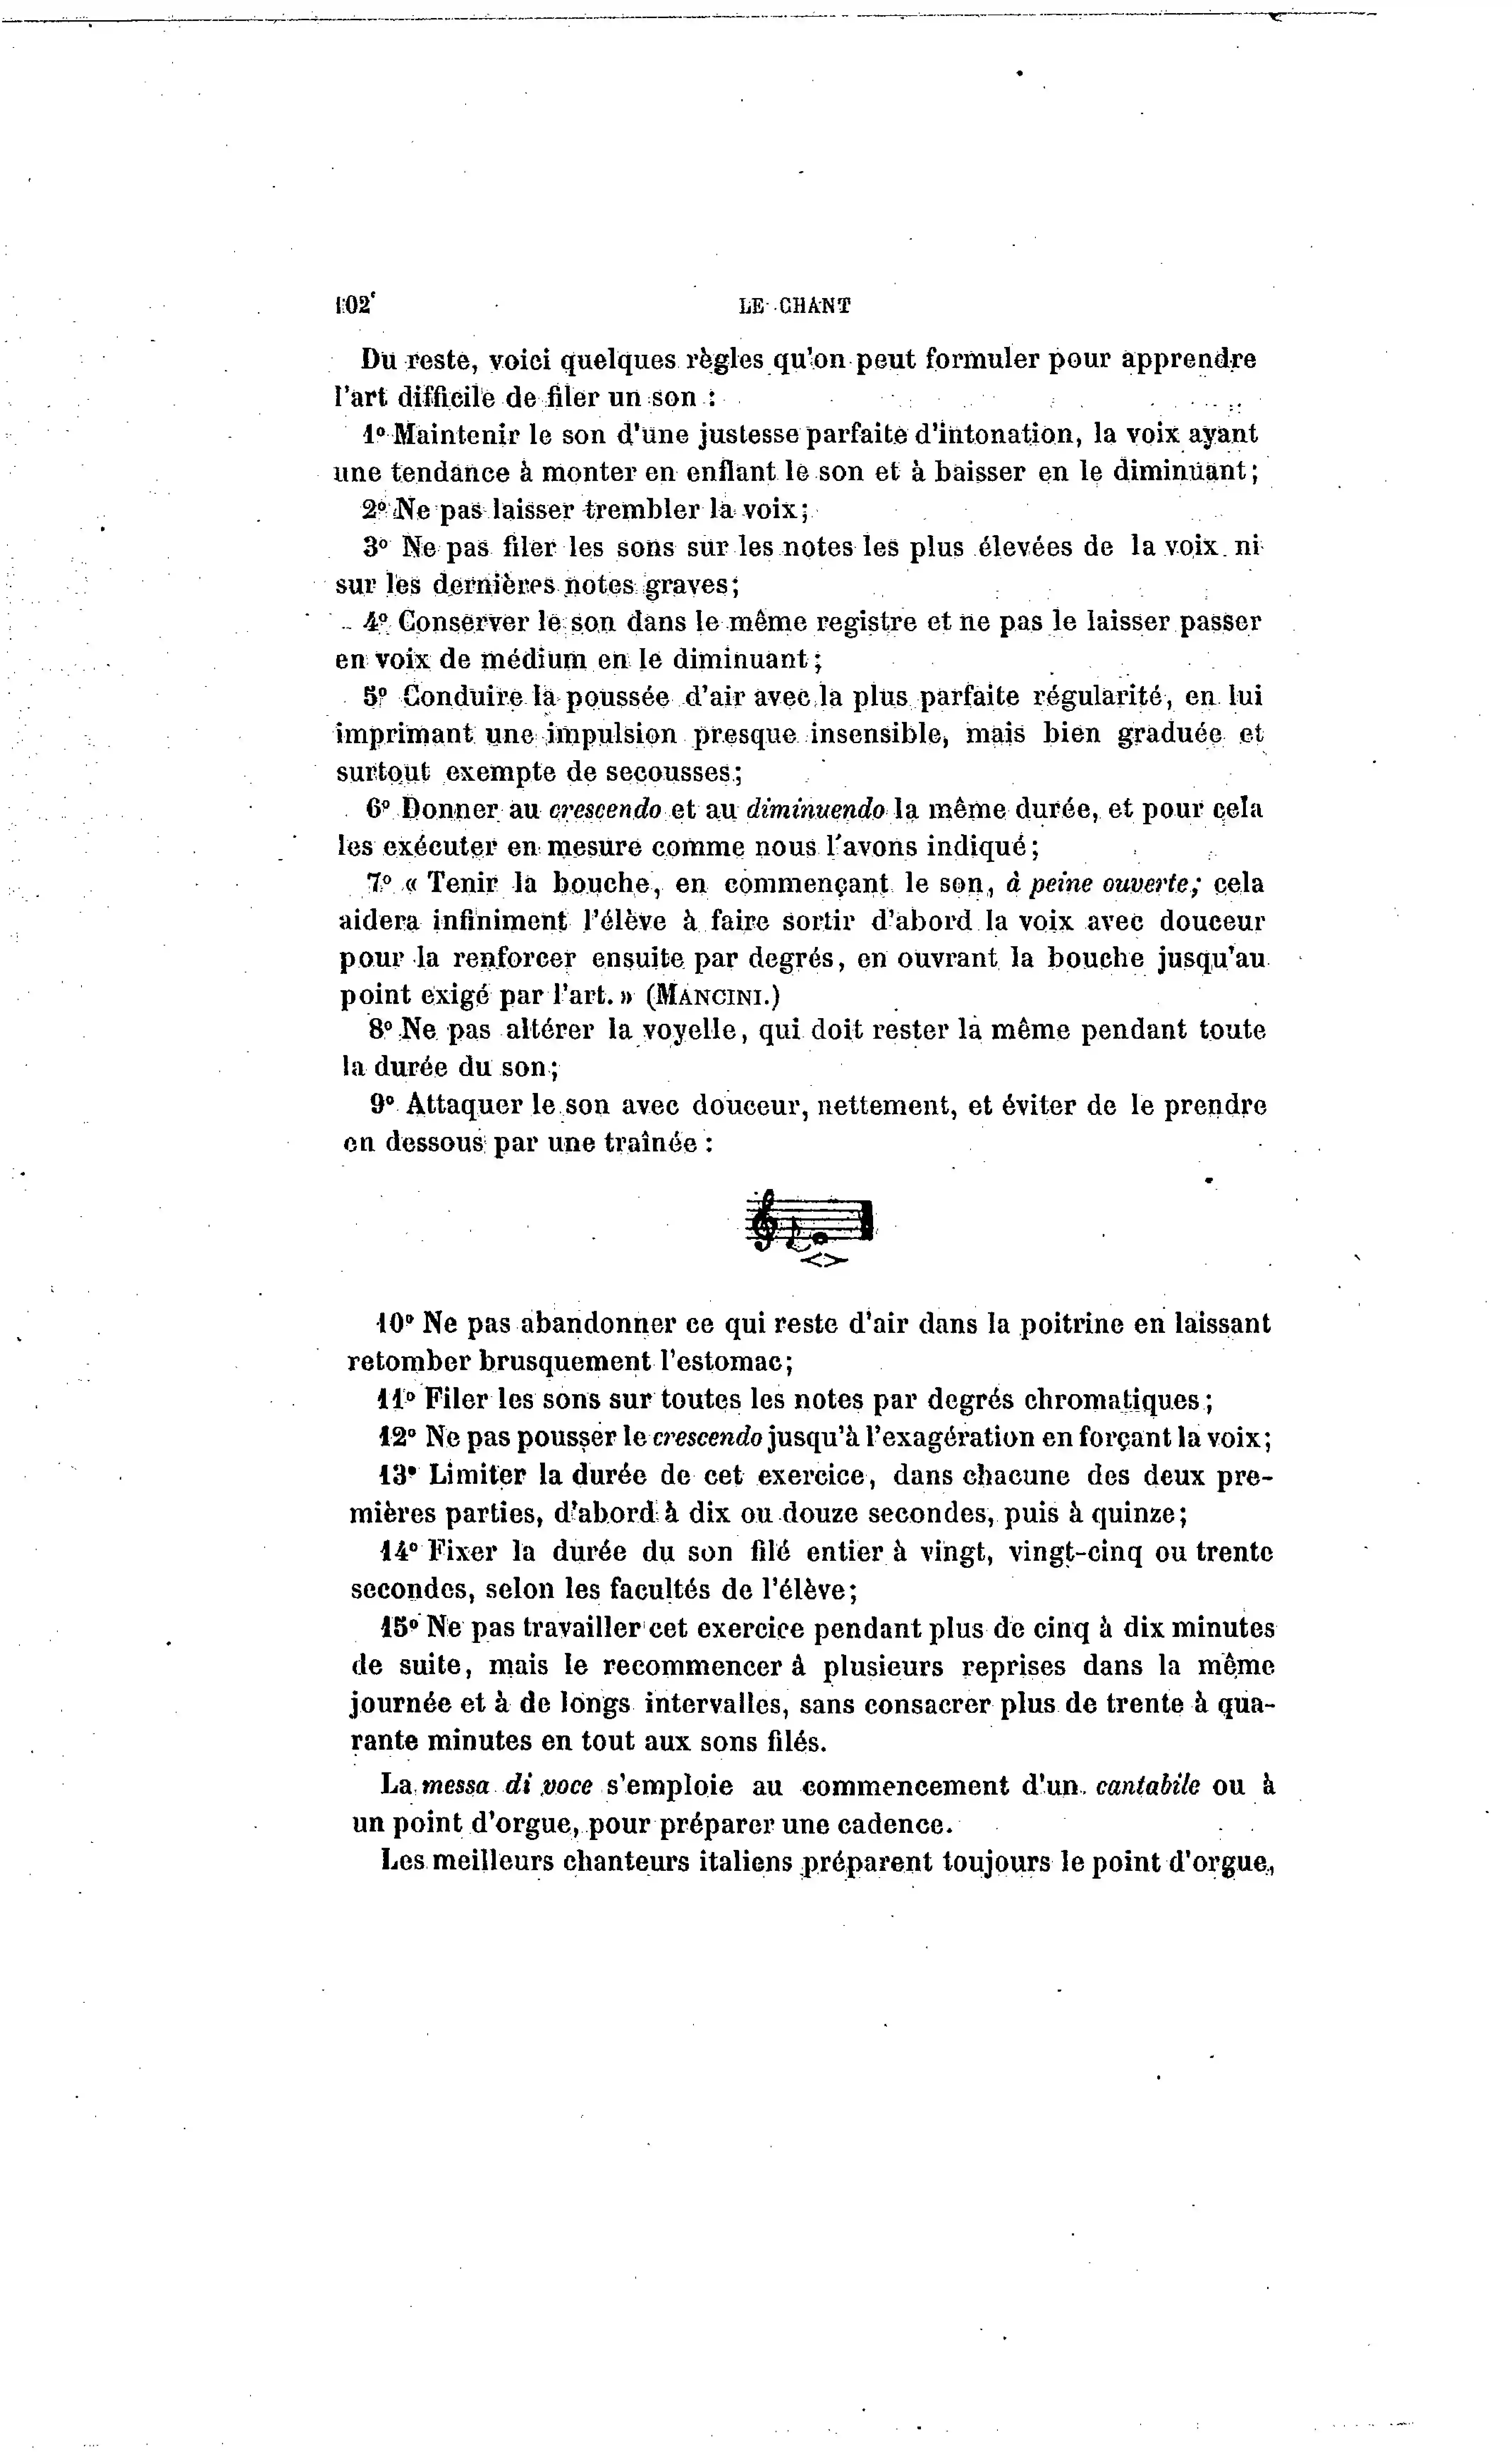 102
LE CHANT
Du reste, voici quelques règles qu'on peut formuler pour apprendre
l'art difficile de filer un son :
1° Maintenir le son d'une justesse parfaite d'intonation, la voix ayant
une tendance à monter en enflant le son et à baisser en le diminuant;
2° Ne pas laisser trembler la voix;
3° Ne pas filer les sons sur les notes les plus élevées de la voix ni
sur les dernières notes graves;
4° Conserver le son dans le même registre et ne pas le laisser passer
en voix de médium en le diminuant;
5° Conduire la poussée d'air avec la plus parfaite régularité, en lui
imprimant une impulsion presque insensible, mais bien graduée et
surtout exempte de secousses;
6° Donner au crescendo et au diminuendo la même durée, et pour cela
les exécuter en mesure comme nous l'avons indiqué;
7° « Tenir la bouche, en commençant le son, à peine ouverte; cela
aidera infiniment l'élève à faire sortir d'abord la voix avec douceur
pour la renforcer ensuite par degrés, en ouvrant la bouche jusqu'au
point exigé par l'art. » (MANCINI.)
8° Ne pas altérer la voyelle, qui doit rester la même pendant toute
la durée du son;
9° Attaquer le son avec douceur, nettement, et éviter de le prendre
en dessous par une traînée :
10° Ne pas abandonner ce qui reste d'air dans la poitrine en laissant
retomber brusquement l'estomac;
11° Filer les sons sur toutes les notes par degrés chromatiques;
12° Ne pas pousser le crescendo jusqu'à l'exagération en forçant la voix;
13° Limiter la durée de cet exercice, dans chacune des deux pre-
mières parties, d'abord à dix ou douze secondes, puis à quinze;
14° Fixer la durée du son filé entier à vingt, vingt-cinq ou trente
secondes, selon les facultés de l'élève;
15° Ne pas travailler cet exercice pendant plus de cinq à dix minutes
de suite, mais le recommencer à plusieurs reprises dans la même
journée et à de longs intervalles, sans consacrer plus de trente à qua-
rante minutes en tout aux sons filés.
La messa di voce s'emploie au commencement d'un cantabile ou à
un point d'orgue, pour préparer une cadence.
Les meilleurs chanteurs italiens préparent toujours le point d'orgue,